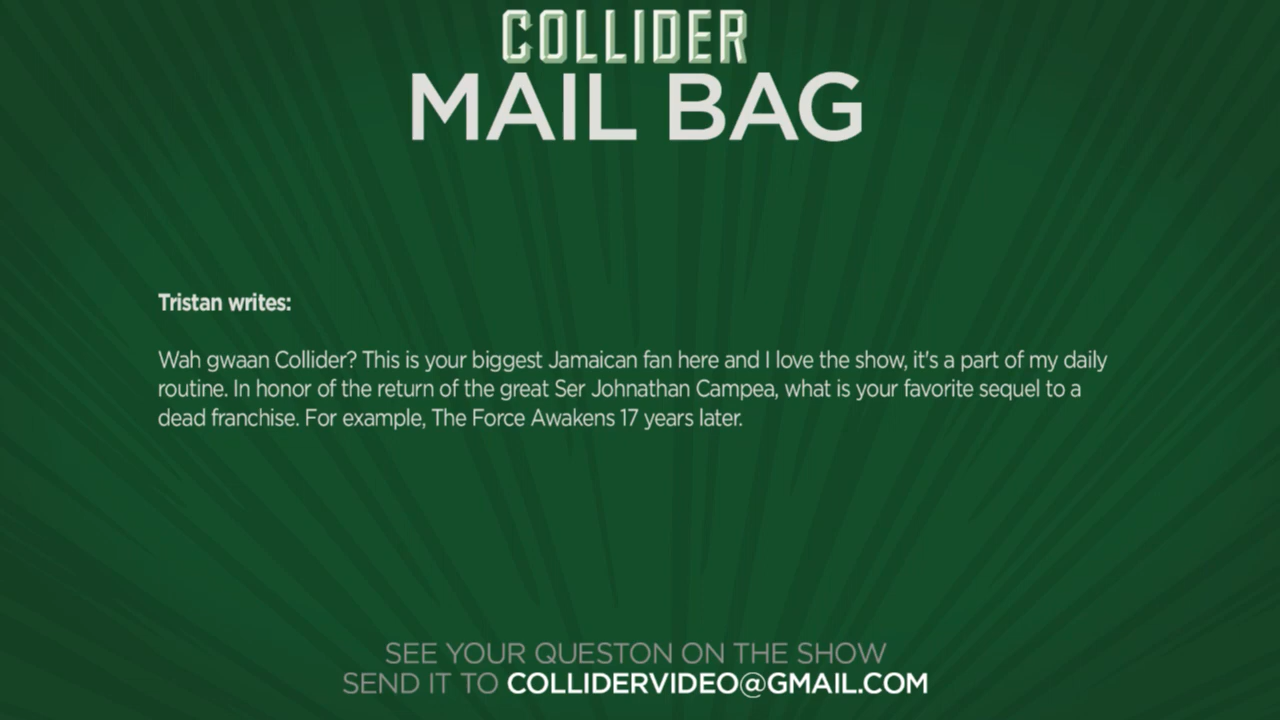 COLLIDER
MAIL BAG
Tristan writes:
Wah gwaan Collider? This is your biggest Jamaican fan here and I love the show, it's a part of my daily
routine. In honor of the return of the great Ser Johnathan Campea, what is your favorite sequel to a
dead franchise. For example, The Force Awakens 17 years later.
SEE YOUR QUESTON ON THE SHOW
SEND IT TO COLLIDERVIDEO@GMAIL.COM